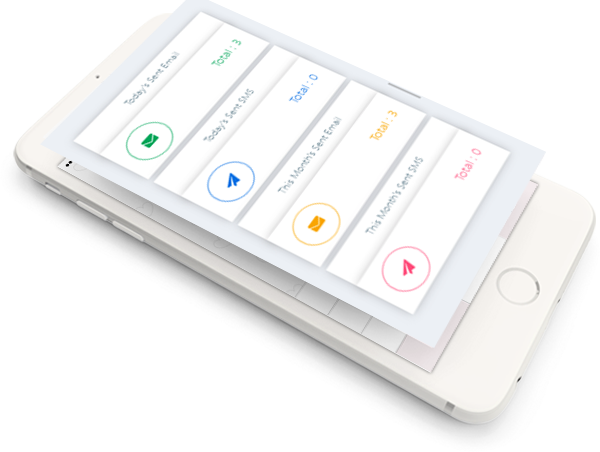 Today's Sent Email
Total : 3
Today's Sent SMS
Total : 0
This Month's Sent Email
Total : 3
This Month's Sent SMS
Total : 0